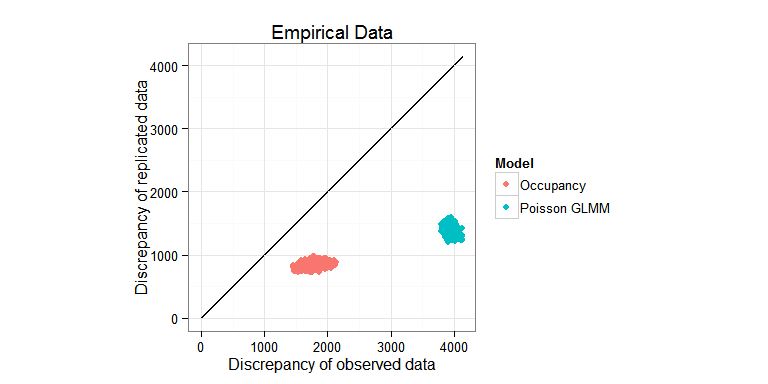 Empirical Data
Discrepancy of replicated data
4000
3000
2000
1000
0
0 1000 2000 3000 4000
Discrepancy of observed data
Model
Occupancy
Poisson GLMM